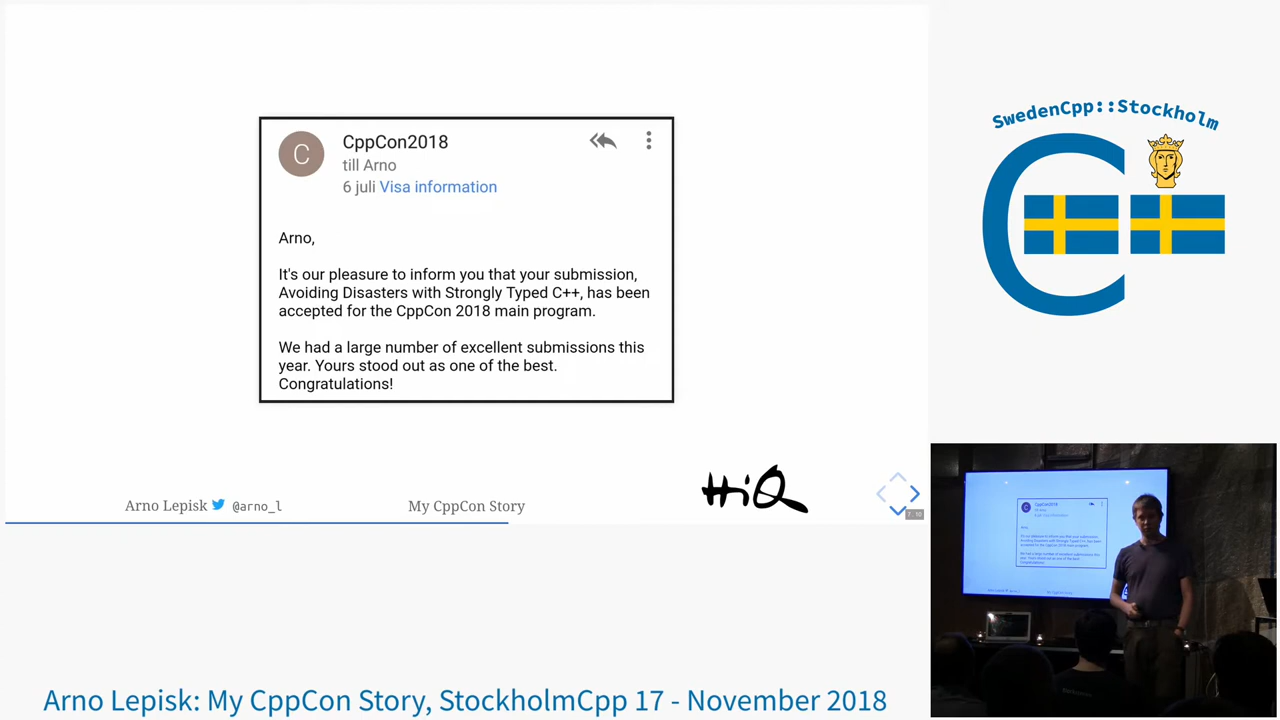 CppCon2018
till Arno
6 juli Visa information
Arno,
It's our pleasure to inform you that your submission,
Avoiding Disasters with Strongly Typed C++, has been
accepted for the CppCon 2018 main program.
We had a large number of excellent submissions this
year. Yours stood out as one of the best.
Congratulations!
Arno Lepisk @arno_l
My CppCon Story
HiQ
SwedenCpp::Stockholm
C
Arno Lepisk: My CppCon Story, StockholmCpp 17 - November 2018